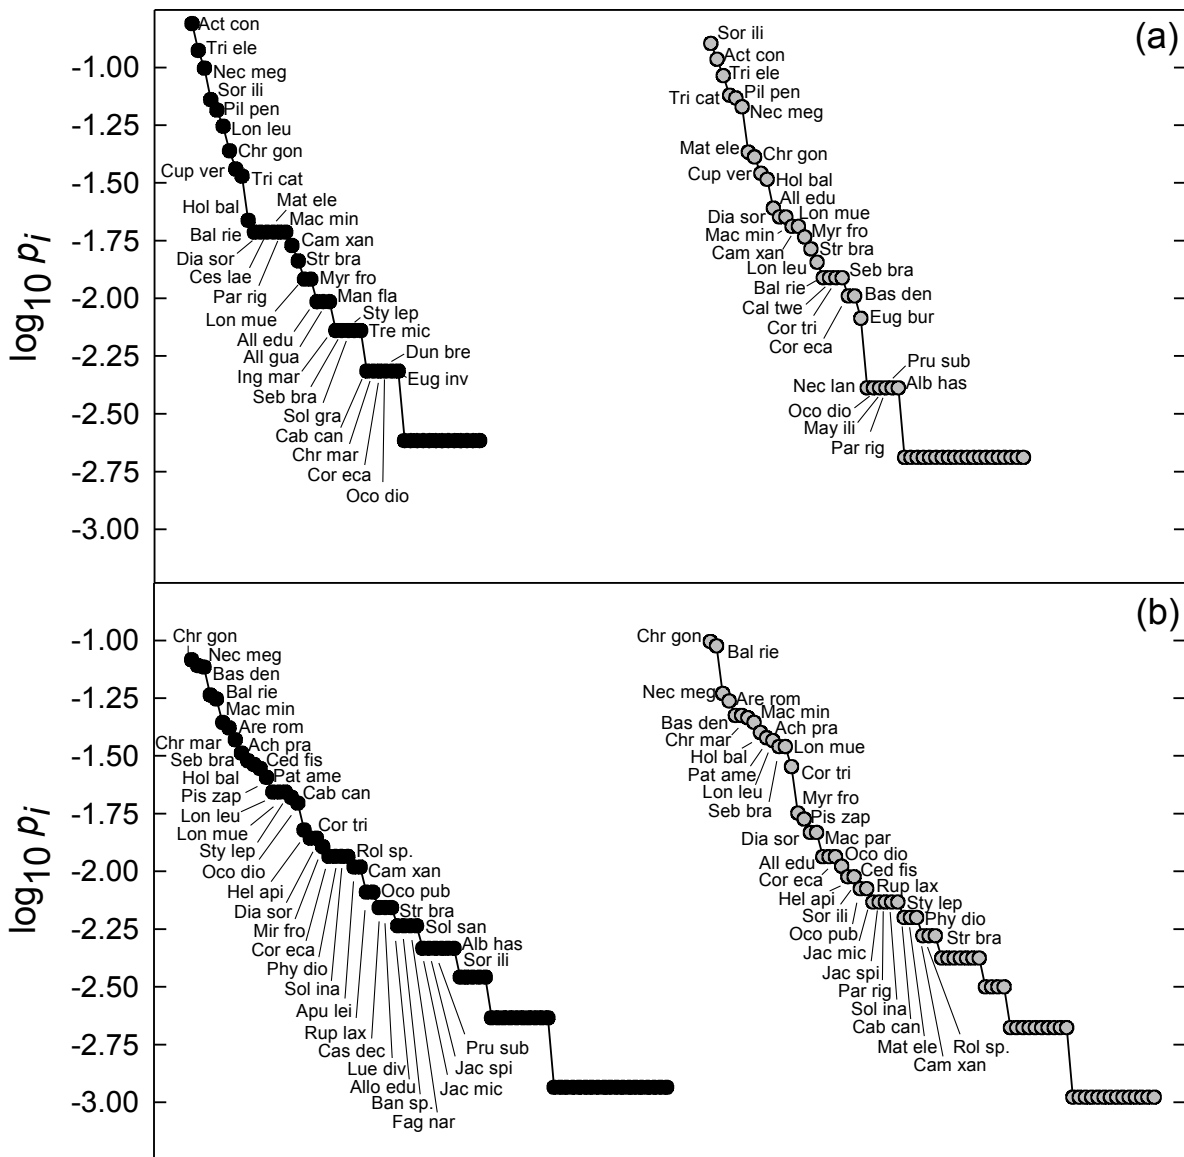 (a)
log10 pi
-1.00
-1.25
-1.50
-1.75
-2.00
-2.25
-2.50
-2.75
-3.00
Act con
Tri ele
Nec meg
Sor ili
Pil pen
Lon leu
Chr gon
Cup ver
Tri cat
Hol bal
Mat ele
Mac min
Bal rie
Cam xan
Dia sor
Str bra
Ces lae
Myr fro
Par rig
Man fla
Lon mue
Sty lep
All edu
Tre mic
All gua
Dun bre
Ing mar
Eug inv
Seb bra
Sol gra
Cab can
Chr mar
Cor eca
Oco dio
Sor ili
Act con
Tri ele
Tri cat
Pil pen
Nec meg
Mat ele
Chr gon
Cup ver
Hol bal
All edu
Dia sor
Lon mue
Mac min
Myr fro
Cam xan
Str bra
Lon leu
Seb bra
Bal rie
Bas den
Cal twe
Eug bur
Cor tri
Cor eca
Pru sub
Nec lan
Alb has
Oco dio
May ili
Par rig
(b)
log10 pi
-1.00
-1.25
-1.50
-1.75
-2.00
-2.25
-2.50
-2.75
-3.00
Chr gon
Nec meg
Bas den
Bal rie
Mac min
Are rom
Chr mar
Ach pra
Seb bra
Ced fis
Hol bal
Pat ame
Pis zap
Cab can
Lon leu
Lon mue
Cor tri
Sty lep
Rol sp.
Oco dio
Cam xan
Hel api
Oco pub
Dia sor
Str bra
Mir fro
Sol san
Cor eca
Alb has
Phy dio
Sor ili
Sol ina
Apu lei
Rup lax
Pru sub
Cas dec
Jac spi
Lue div
Jac mic
Allo edu
Ban sp.
Fag nar
Chr gon
Bal rie
Nec meg
Are rom
Mac min
Bas den
Ach pra
Chr mar
Lon mue
Hol bal
Pat ame
Cor tri
Lon leu
Seb bra
Myr fro
Pis zap
Dia sor
Mac par
All edu
Oco dio
Cor eca
Ced fis
Hel api
Rup lax
Sor ili
Sty lep
Oco pub
Phy dio
Jac mic
Str bra
Jac spi
Par rig
Sol ina
Cab can
Mat ele
Rol sp.
Cam xan